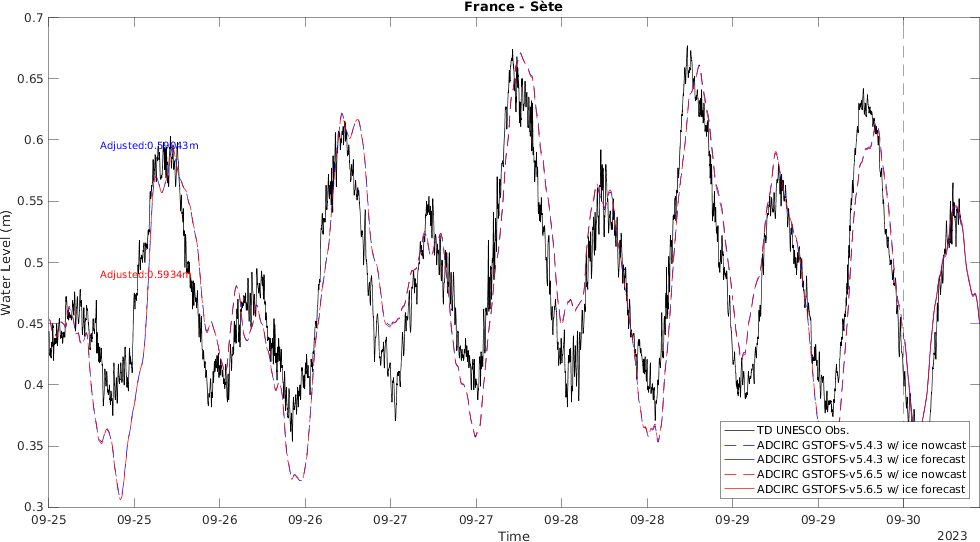 France - Sète
Water Level (m)
0.7
0.65
0.6
0.55
0.5
0.45
0.4
0.35
0.3
Adjusted:0.59343m
Adjusted:0.5934m
TD UNESCO Obs.
ADCIRC GSTOFS-v5.4.3 w/ ice nowcast
ADCIRC GSTOFS-v5.4.3 w/ ice forecast
ADCIRC GSTOFS-v5.6.5 w/ ice nowcast
ADCIRC GSTOFS-v5.6.5 w/ ice forecast
09-25 09-25 09-26 09-26 09-27 09-27 09-28 09-28 09-29 09-29 09-30
Time
2023